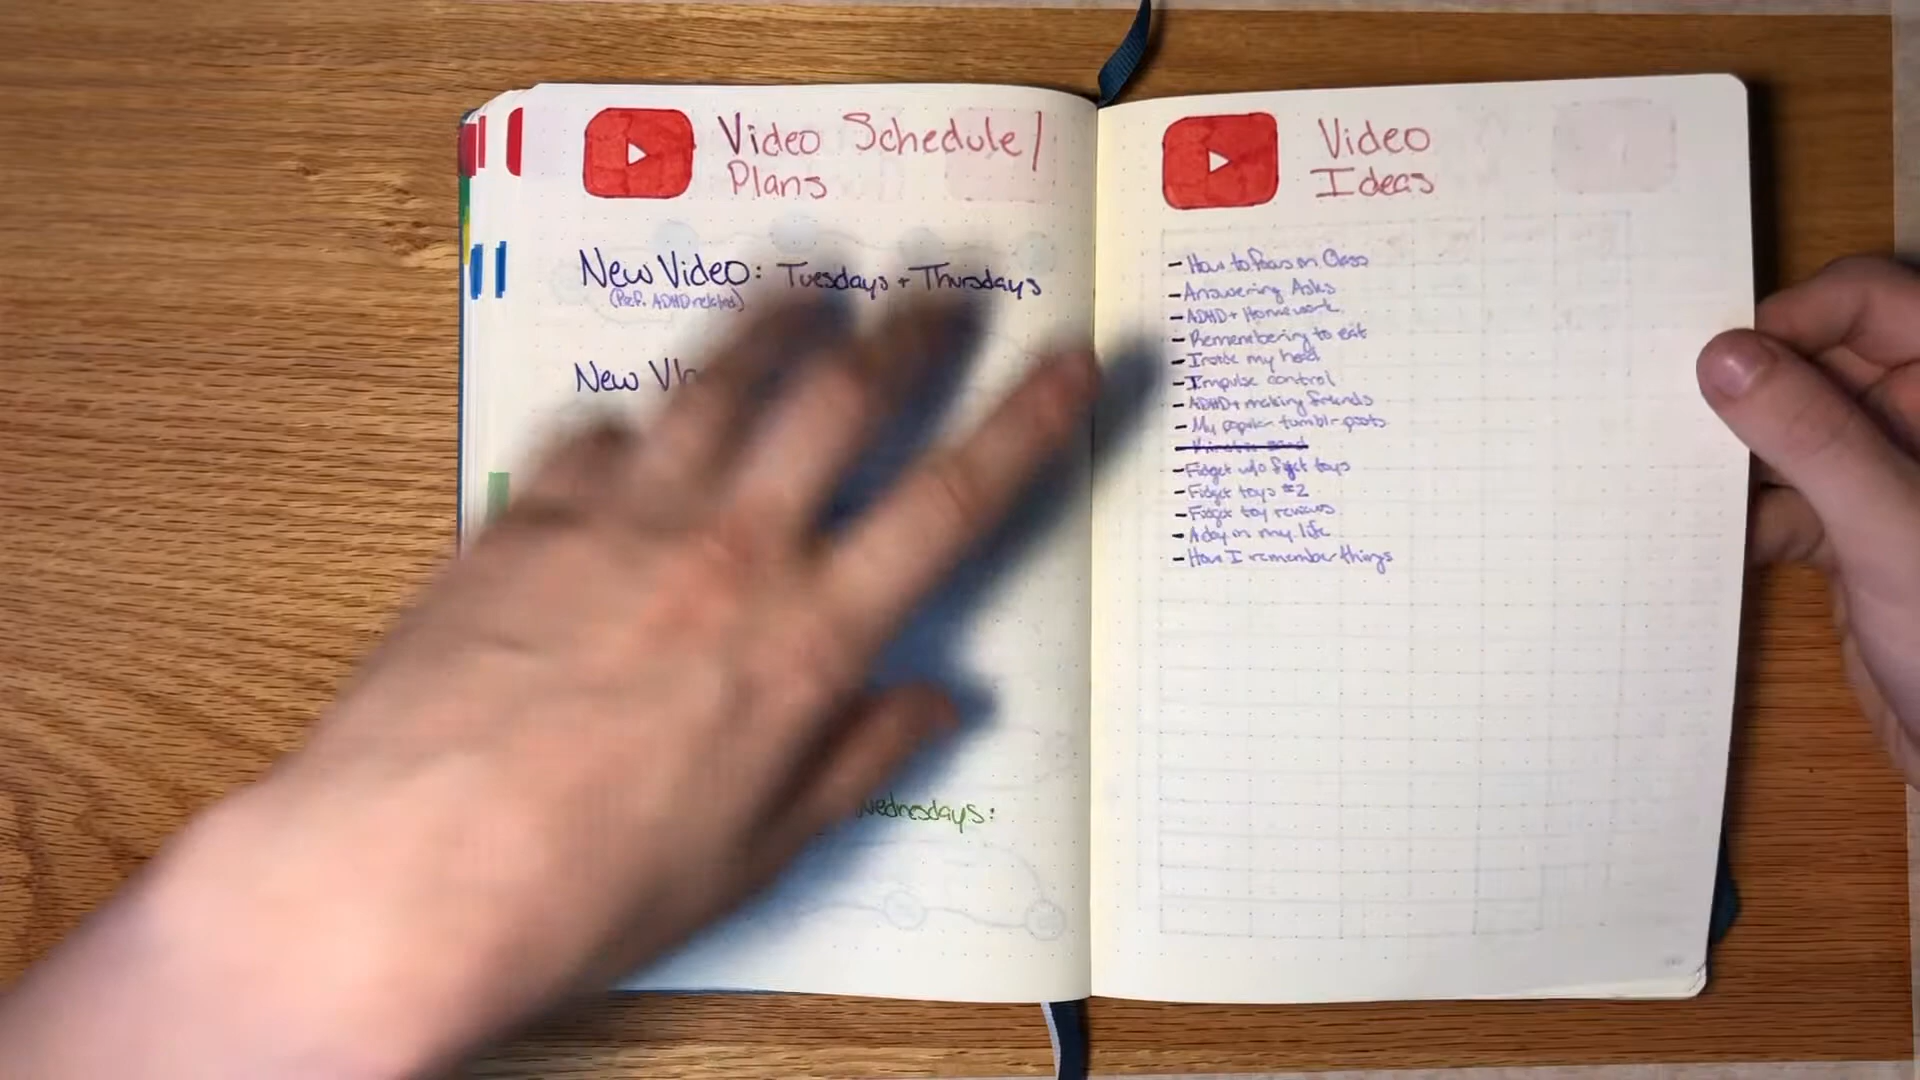 Video Schedule/
Plans
New Video: Tuesdays + Thursdays
(Pref. ADHD related)
New Vl
Wednesdays:
Video
Ideas
- How to focus in Class
- Answering Asks
- ADHD + Homework
- Remembering to eat
- Inside my head
- Impulse control
- ADHD + making friends
- My popular tumblr posts
- Fidget w/o fidget toys
- Fidget toys #2
- Fidget toy reviews
- A day in my life
- How I remember things